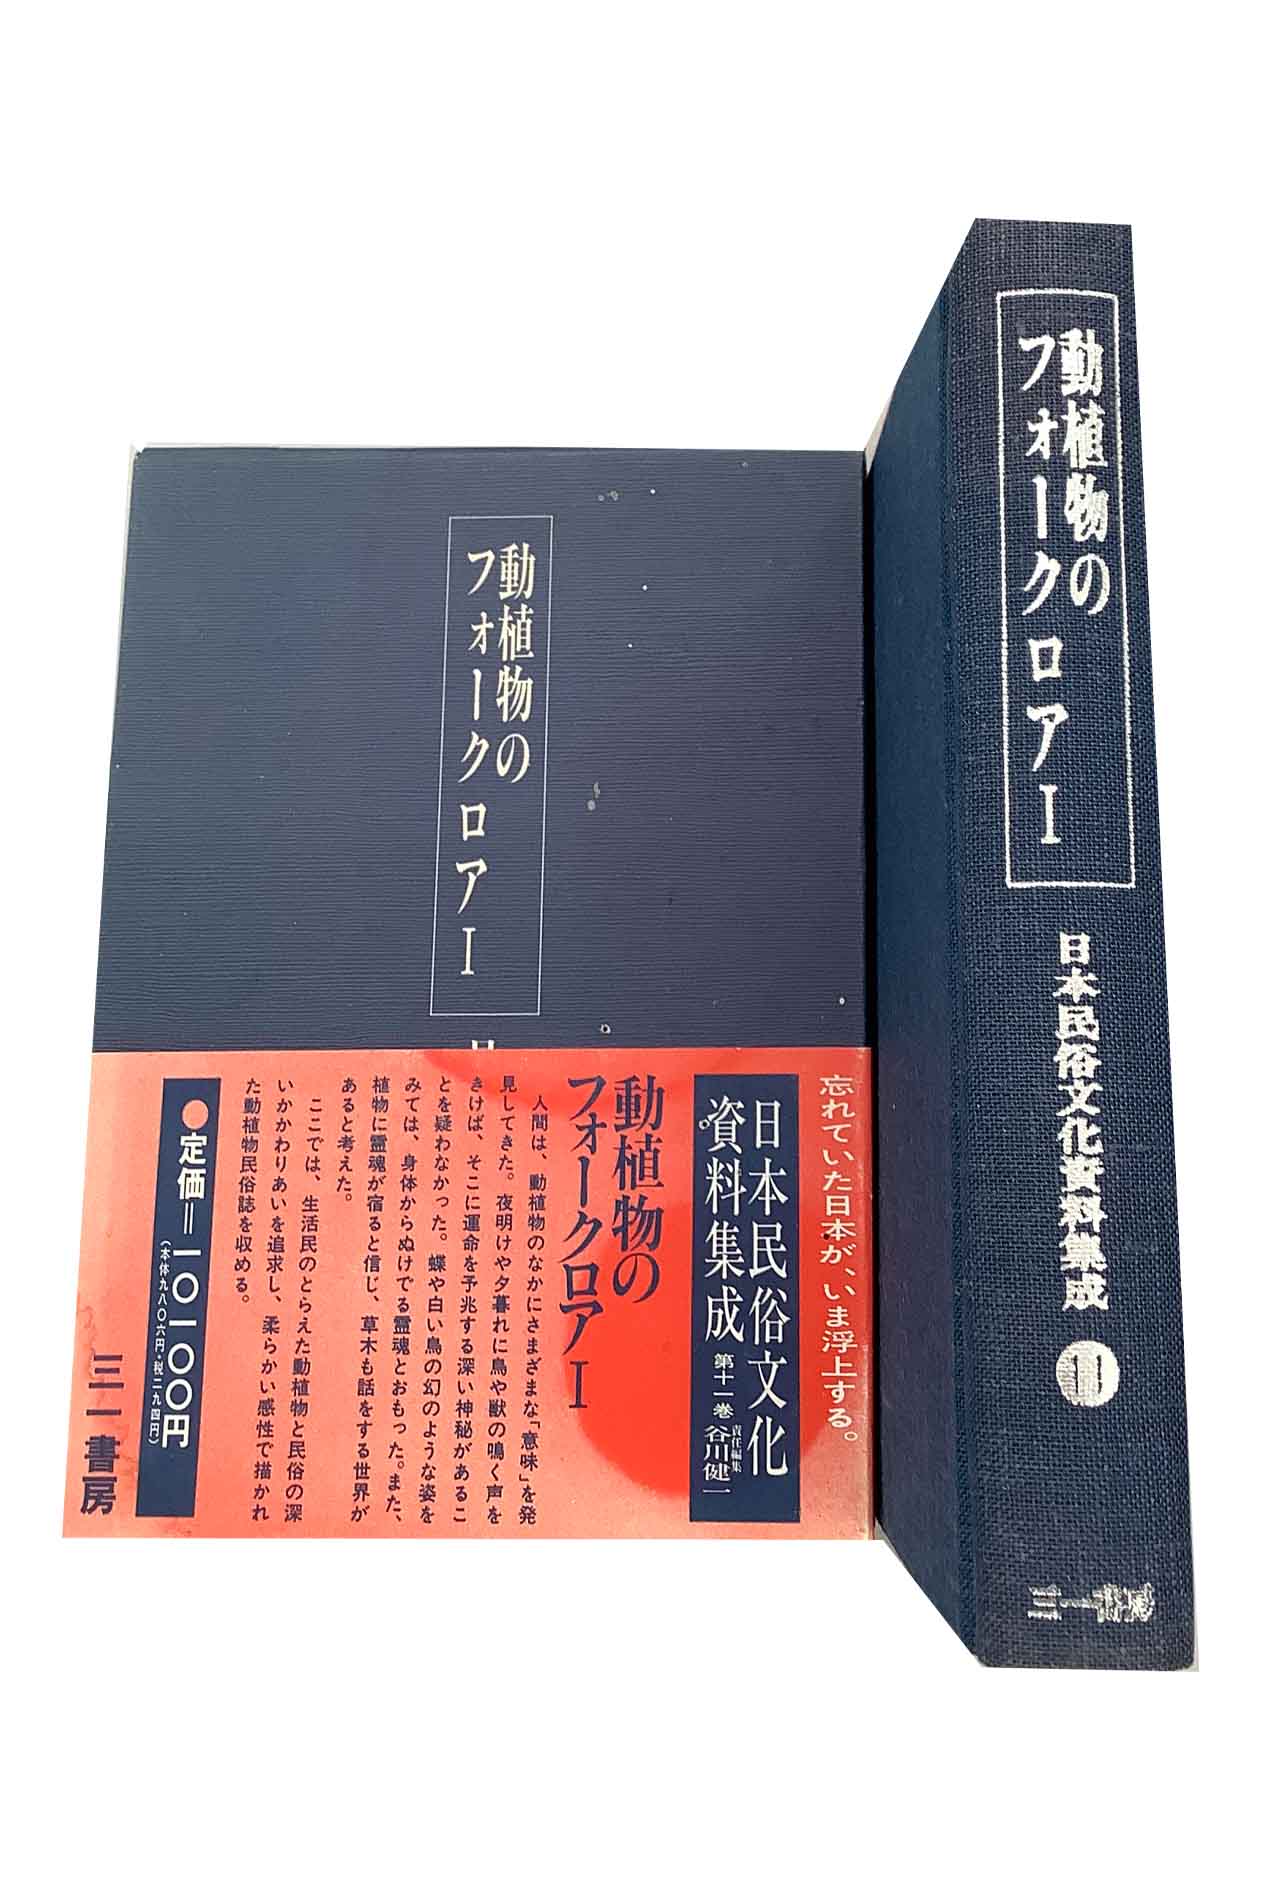 動植物の
フォークロアⅠ
日本民俗文化資料集成
11
三一書房
動植物の
フォークロアⅠ
忘れていた日本が、いま浮上する。
日本民俗文化
資料集成
第十一巻
責任編集
谷川健一
動植物の
フォークロアⅠ
人間は、動植物のなかにさまざまな「意味」を発
見してきた。夜明けや夕暮れに鳥や獣の鳴く声を
きけば、そこに運命を予兆する深い神秘があるこ
とを疑わなかった。蝶や白い鳥の幻のような姿を
みては、身体からぬけでる霊魂とおもった。また、
植物に霊魂が宿ると信じ、草木も話をする世界が
あると考えた。
ここでは、生活民のとらえた動植物と民俗の深
いかかわりあいを追求し、柔らかい感性で描かれ
た動植物民俗誌を収める。
●定価＝一〇一〇〇円
（本体九八〇六円・税二九四円）
三一書房